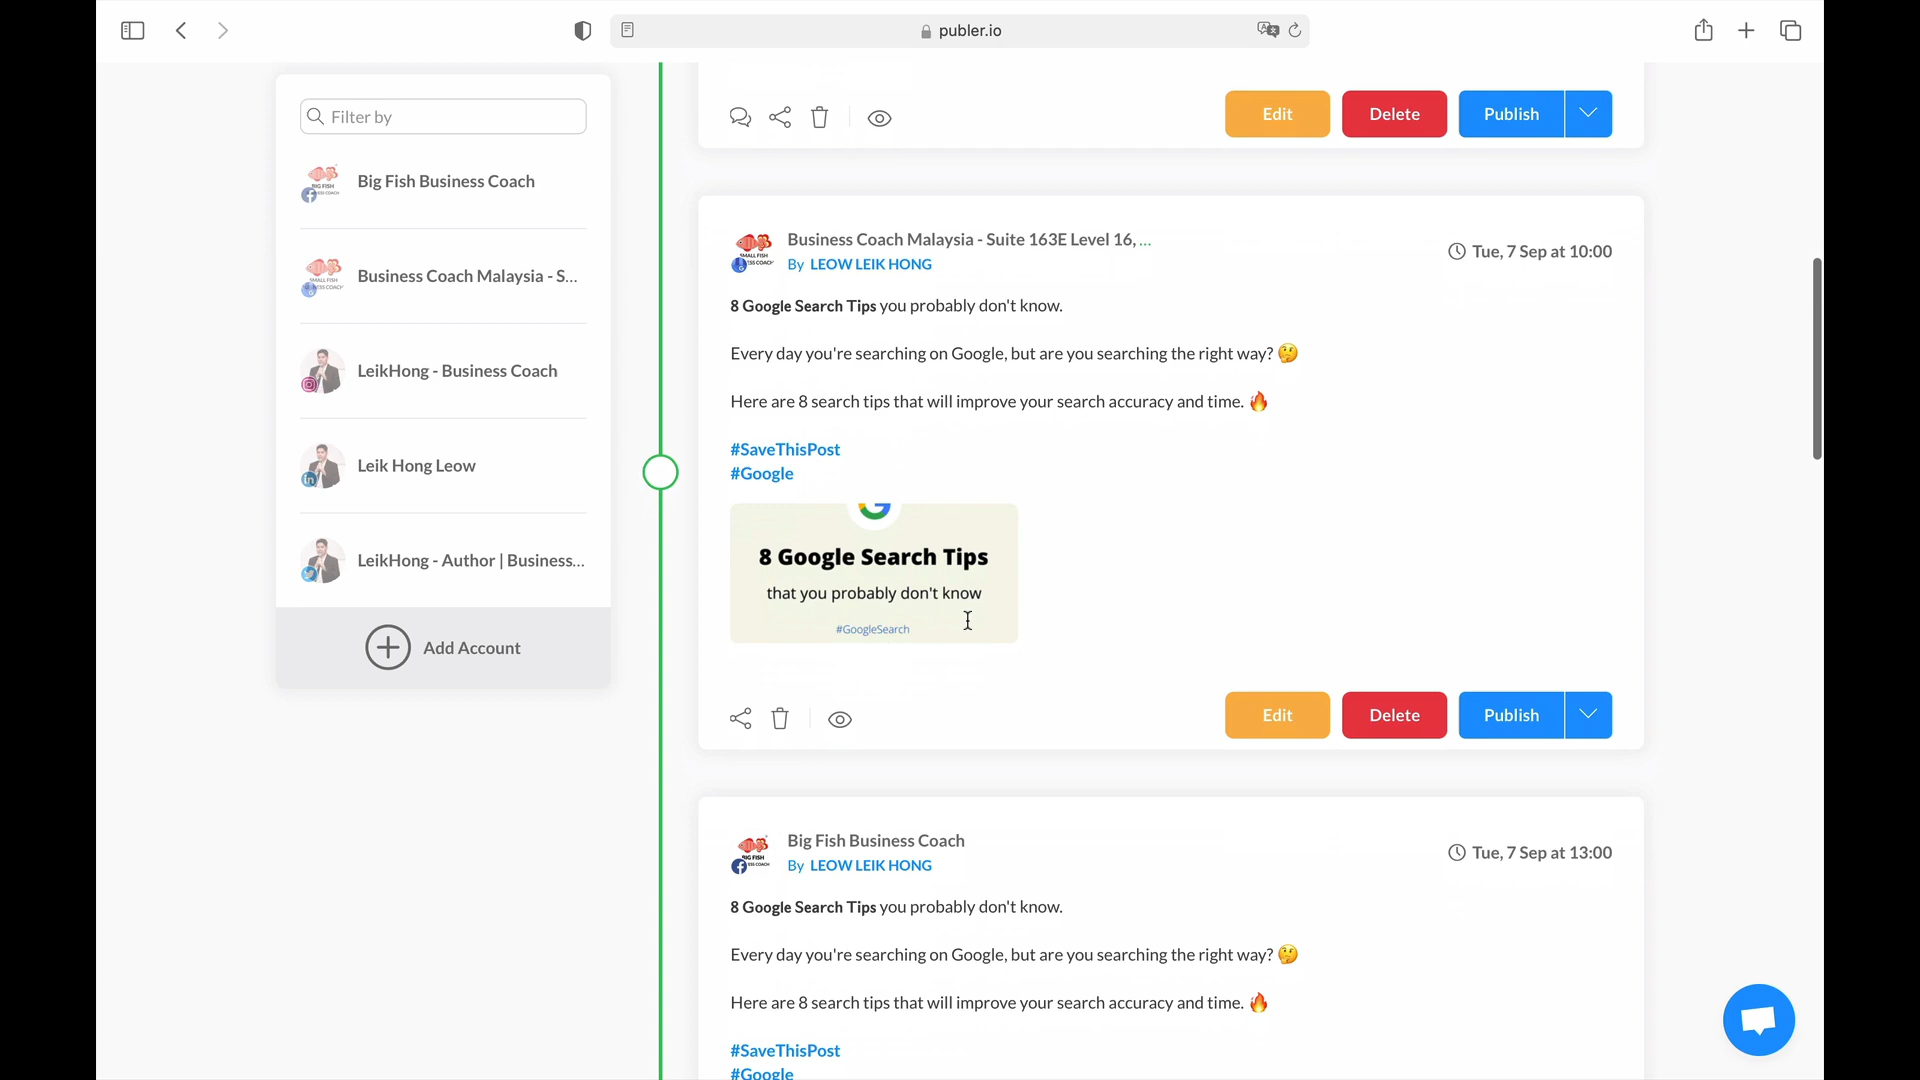 publer.io
Filter by
Big Fish Business Coach
Business Coach Malaysia - S...
LeikHong - Business Coach
Leik Hong Leow
LeikHong - Author | Business...
Add Account
Edit
Delete
Publish
Business Coach Malaysia - Suite 163E Level 16, ...
By LEOW LEIK HONG
Tue, 7 Sep at 10:00
8 Google Search Tips you probably don't know.
Every day you're searching on Google, but are you searching the right way? 🤔
Here are 8 search tips that will improve your search accuracy and time. 🔥
#SaveThisPost
#Google
8 Google Search Tips
that you probably don't know
#GoogleSearch
Edit
Delete
Publish
Big Fish Business Coach
By LEOW LEIK HONG
Tue, 7 Sep at 13:00
8 Google Search Tips you probably don't know.
Every day you're searching on Google, but are you searching the right way? 🤔
Here are 8 search tips that will improve your search accuracy and time. 🔥
#SaveThisPost
#Google